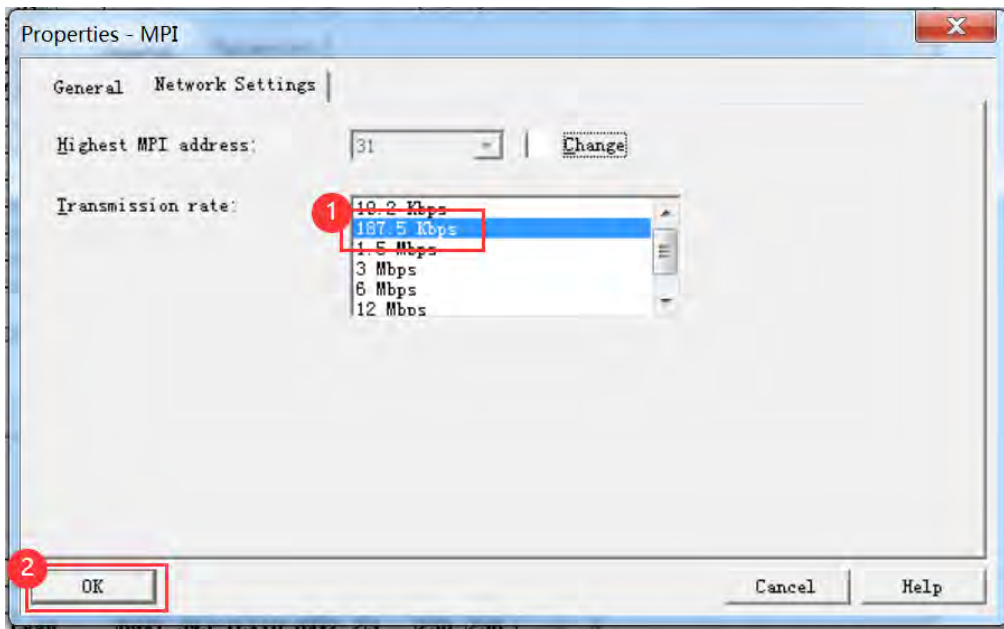 Properties - MPI
General Network Settings
Highest MPI address: 31 Change
Transmission rate: 1
19.2 Kbps
187.5 Kbps
1.5 Mbps
3 Mbps
6 Mbps
12 Mbps
2
OK Cancel Help